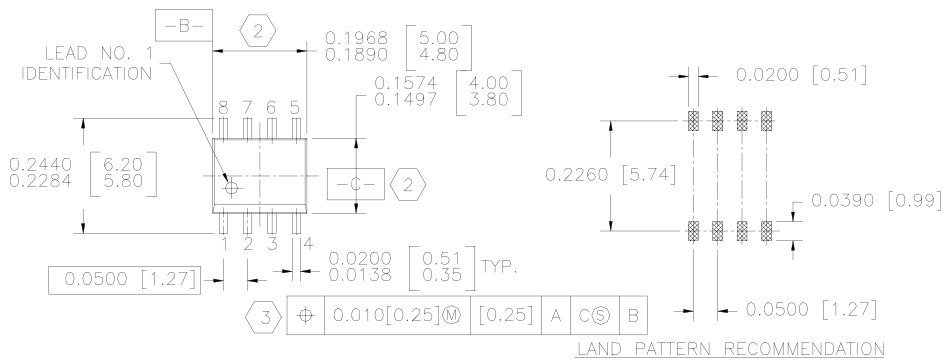 -B-
2
0.1968 [5.00]
0.1890 [4.80]
LEAD NO. 1
IDENTIFICATION
0.1574 [4.00]
0.1497 [3.80]
0.0200 [0.51]
8 7 6 5
0.2440 [6.20]
0.2284 [5.80]
-C-
2
0.2260 [5.74]
0.0390 [0.99]
1 2 3 4
0.0200 [0.51]
0.0138 [0.35] TYP.
0.0500 [1.27]
3
⌖ 0.010[0.25]Ⓜ [0.25] A CⓈ B
0.0500 [1.27]
LAND PATTERN RECOMMENDATION